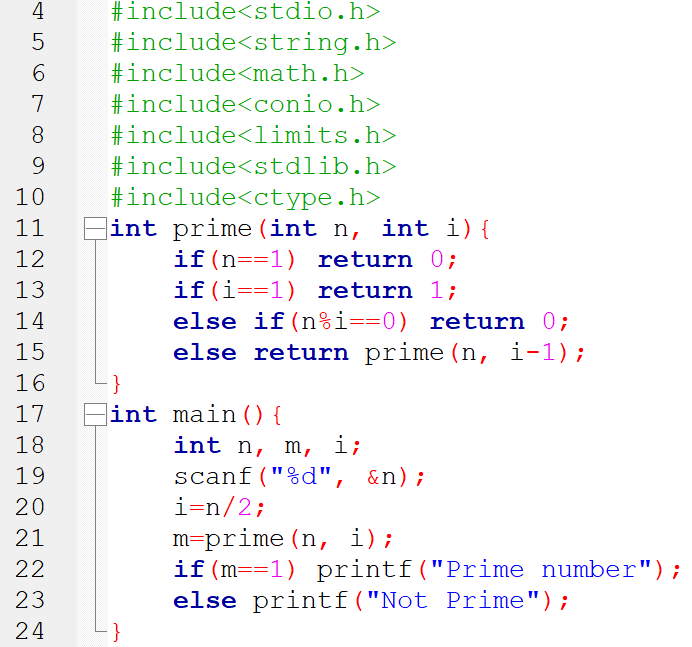 4 #include<stdio.h>
5 #include<string.h>
6 #include<math.h>
7 #include<conio.h>
8 #include<limits.h>
9 #include<stdlib.h>
10 #include<ctype.h>
11 int prime(int n, int i){
12 if(n==1) return 0;
13 if(i==1) return 1;
14 else if(n%i==0) return 0;
15 else return prime(n, i-1);
16 }
17 int main(){
18 int n, m, i;
19 scanf("%d", &n);
20 i=n/2;
21 m=prime(n, i);
22 if(m==1) printf("Prime number");
23 else printf("Not Prime");
24 }